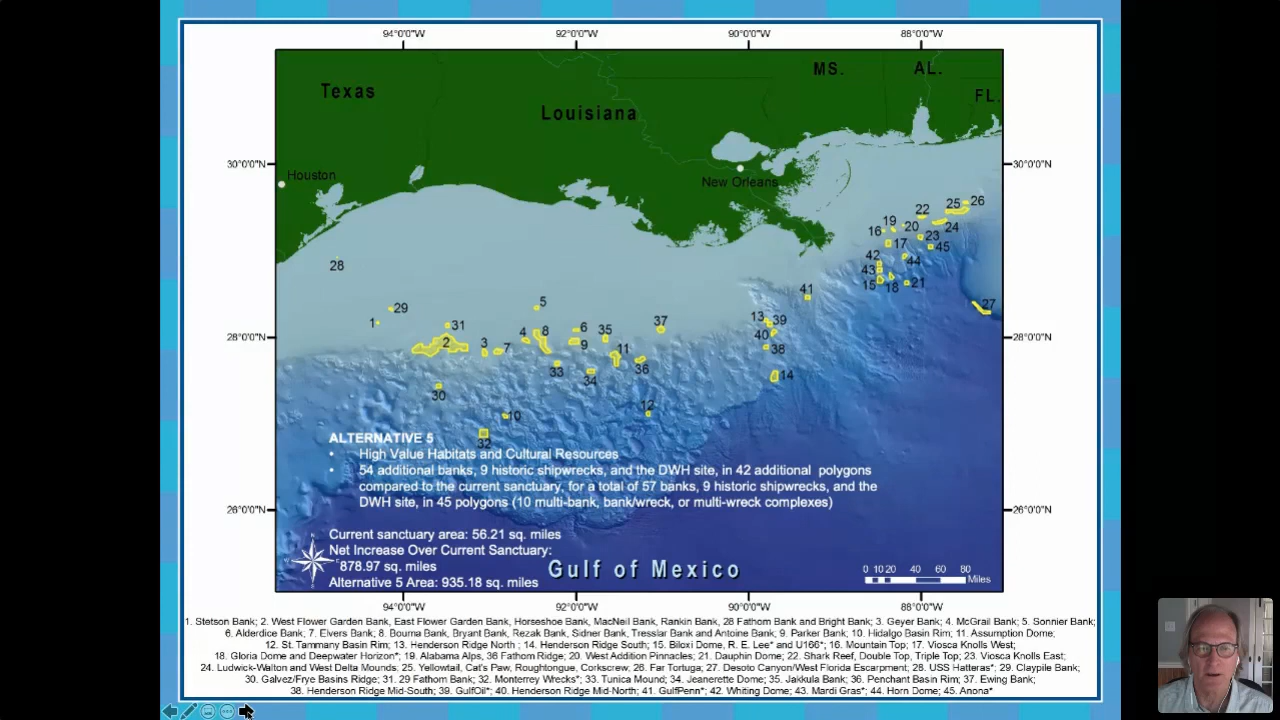 94°0'0"W 92°0'0"W 90°0'0"W 88°0'0"W
Texas
Louisiana
MS.
AL.
FL.
30°0'0"N
30°0'0"N
Houston
New Orleans
25 26
22
19 20 24
16 23
17 45
42 44
43
15 18 21
28
41
27
29
1
31
5
37
13 39
6 35
4 8
40
2 3 7 9 11
38
28°0'0"N
28°0'0"N
33 36
34
14
30
12
10
32
ALTERNATIVE 5
• High Value Habitats and Cultural Resources
• 54 additional banks, 9 historic shipwrecks, and the DWH site, in 42 additional polygons
compared to the current sanctuary, for a total of 57 banks, 9 historic shipwrecks, and the
DWH site, in 45 polygons (10 multi-bank, bank/wreck, or multi-wreck complexes)
26°0'0"N
26°0'0"N
Current sanctuary area: 56.21 sq. miles
Net Increase Over Current Sanctuary:
878.97 sq. miles
Alternative 5 Area: 935.18 sq. miles
N
Gulf of Mexico
0 10 20 40 60 80
Miles
94°0'0"W 92°0'0"W 90°0'0"W 88°0'0"W
1. Stetson Bank; 2. West Flower Garden Bank, East Flower Garden Bank, Horseshoe Bank, MacNeil Bank, Rankin Bank, 28 Fathom Bank and Bright Bank; 3. Geyer Bank; 4. McGrail Bank; 5. Sonnier Bank;
6. Alderdice Bank; 7. Elvers Bank; 8. Bouma Bank, Bryant Bank, Rezak Bank, Sidner Bank, Tresslar Bank and Antoine Bank; 9. Parker Bank; 10. Hidalgo Basin Rim; 11. Assumption Dome;
12. St. Tammany Basin Rim; 13. Henderson Ridge North ; 14. Henderson Ridge South; 15. Biloxi Dome, R. E. Lee* and U166*; 16. Mountain Top; 17. Viosca Knolls West;
18. Gloria Dome and Deepwater Horizon*; 19. Alabama Alps, 36 Fathom Ridge; 20. West Addition Pinnacles; 21. Dauphin Dome; 22. Shark Reef, Double Top, Triple Top; 23. Viosca Knolls East;
24. Ludwick-Walton and West Delta Mounds. 25. Yellowtail, Cat's Paw, Roughtongue, Corkscrew; 26. Far Tortuga; 27. Desoto Canyon/West Florida Escarpment; 28. USS Hatteras*; 29. Claypile Bank;
30. Galvez/Frye Basins Ridge; 31. 29 Fathom Bank; 32. Monterrey Wrecks*; 33. Tunica Mound; 34. Jeanerette Dome; 35. Jakkula Bank; 36. Penchant Basin Rim; 37. Ewing Bank;
38. Henderson Ridge Mid-South; 39. GulfOil*; 40. Henderson Ridge Mid-North; 41. GulfPenn*; 42. Whiting Dome; 43. Mardi Gras*; 44. Horn Dome; 45. Anona*